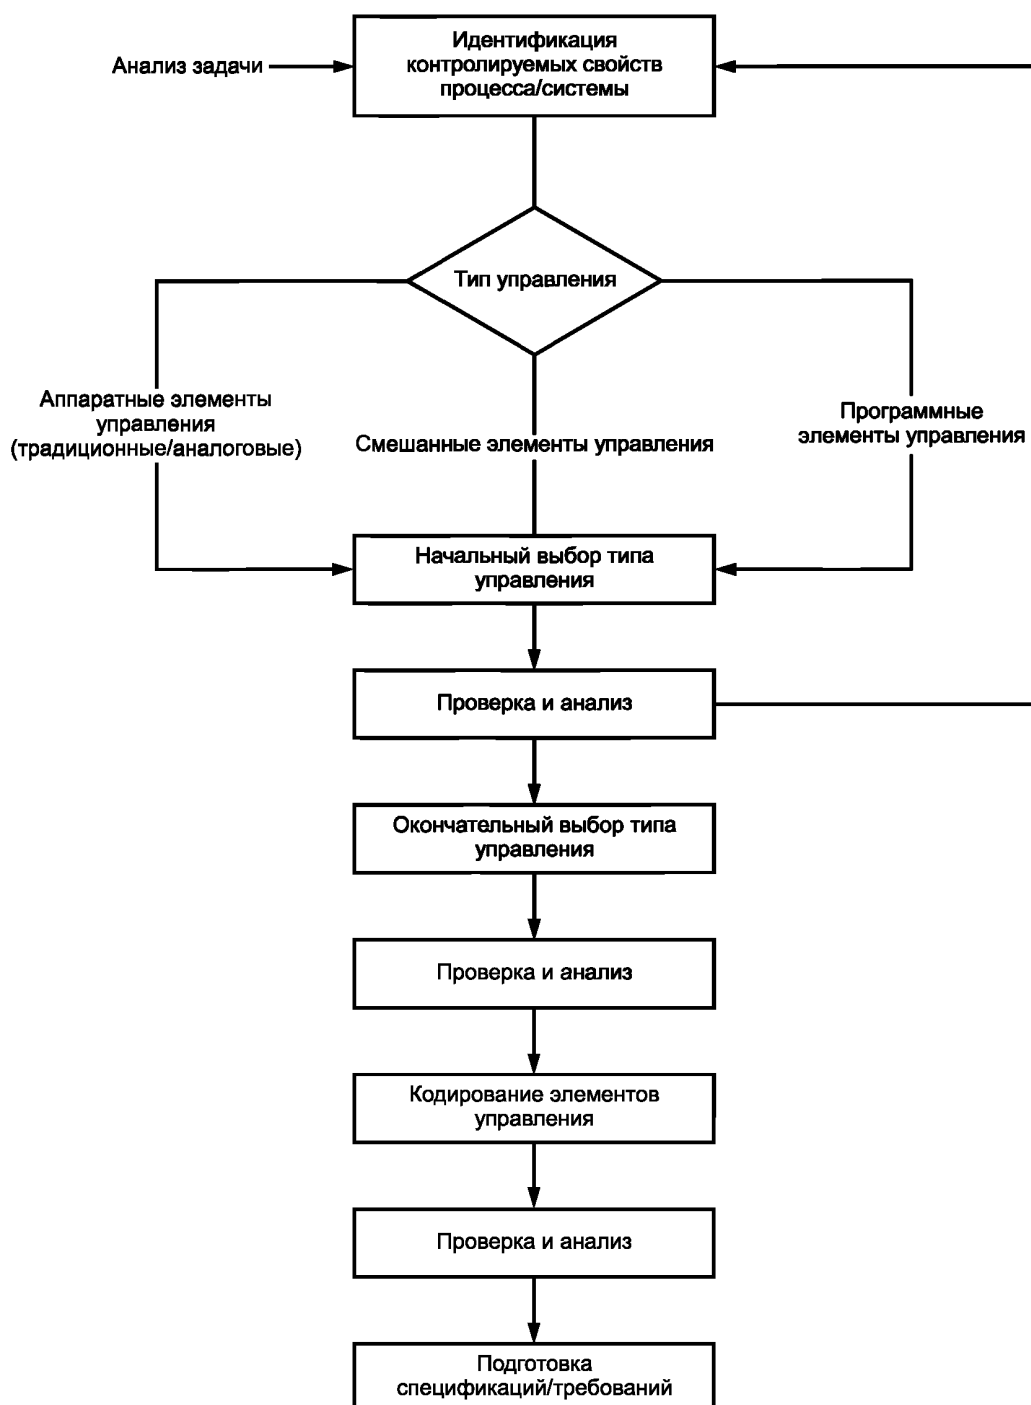 Идентификация
контролируемых свойств
процесса/системы
Анализ задачи
Тип управления
Аппаратные элементы
управления
(традиционные/аналоговые)
Смешанные элементы управления
Программные
элементы управления
Начальный выбор типа
управления
Проверка и анализ
Окончательный выбор типа
управления
Проверка и анализ
Кодирование элементов
управления
Проверка и анализ
Подготовка
спецификаций/требований